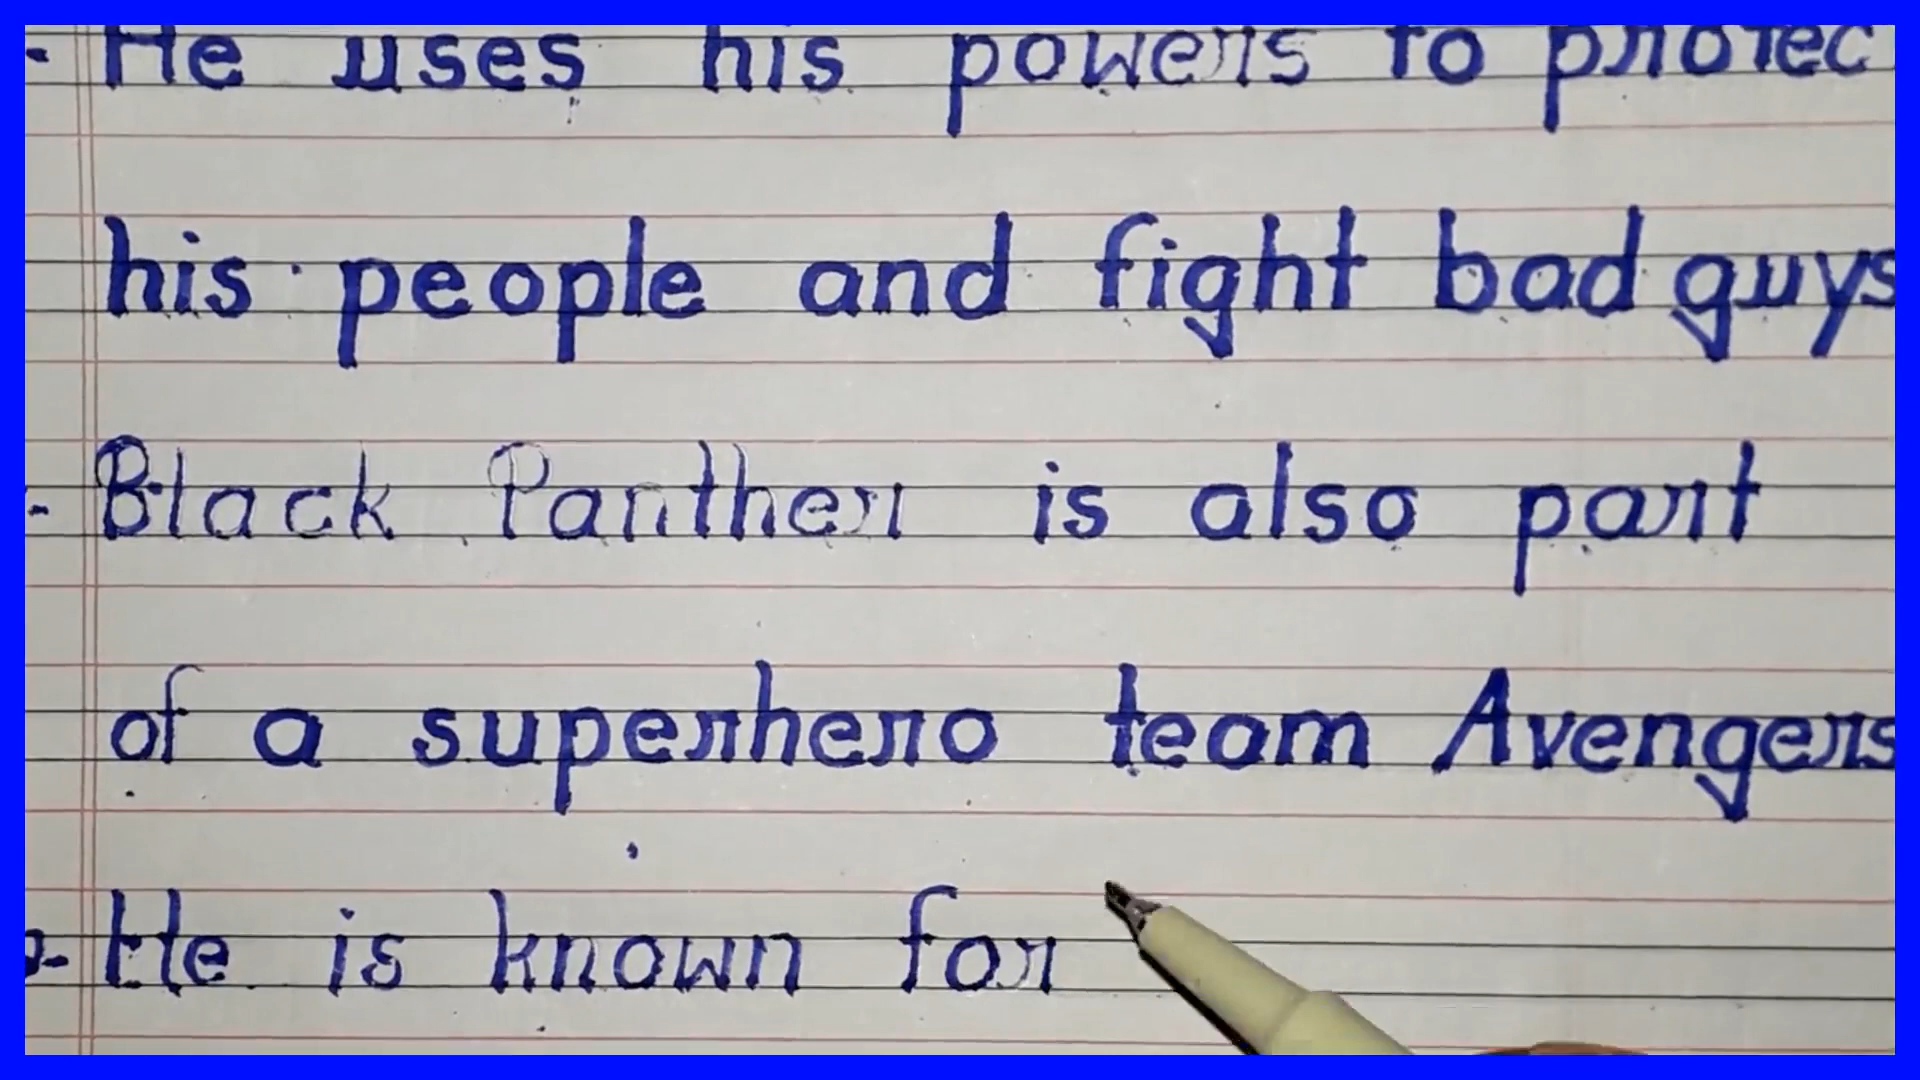 - He uses his powers to protec
his people and fight bad guys
- Black Panther is also part
of a superhero team Avengers
- He is known for